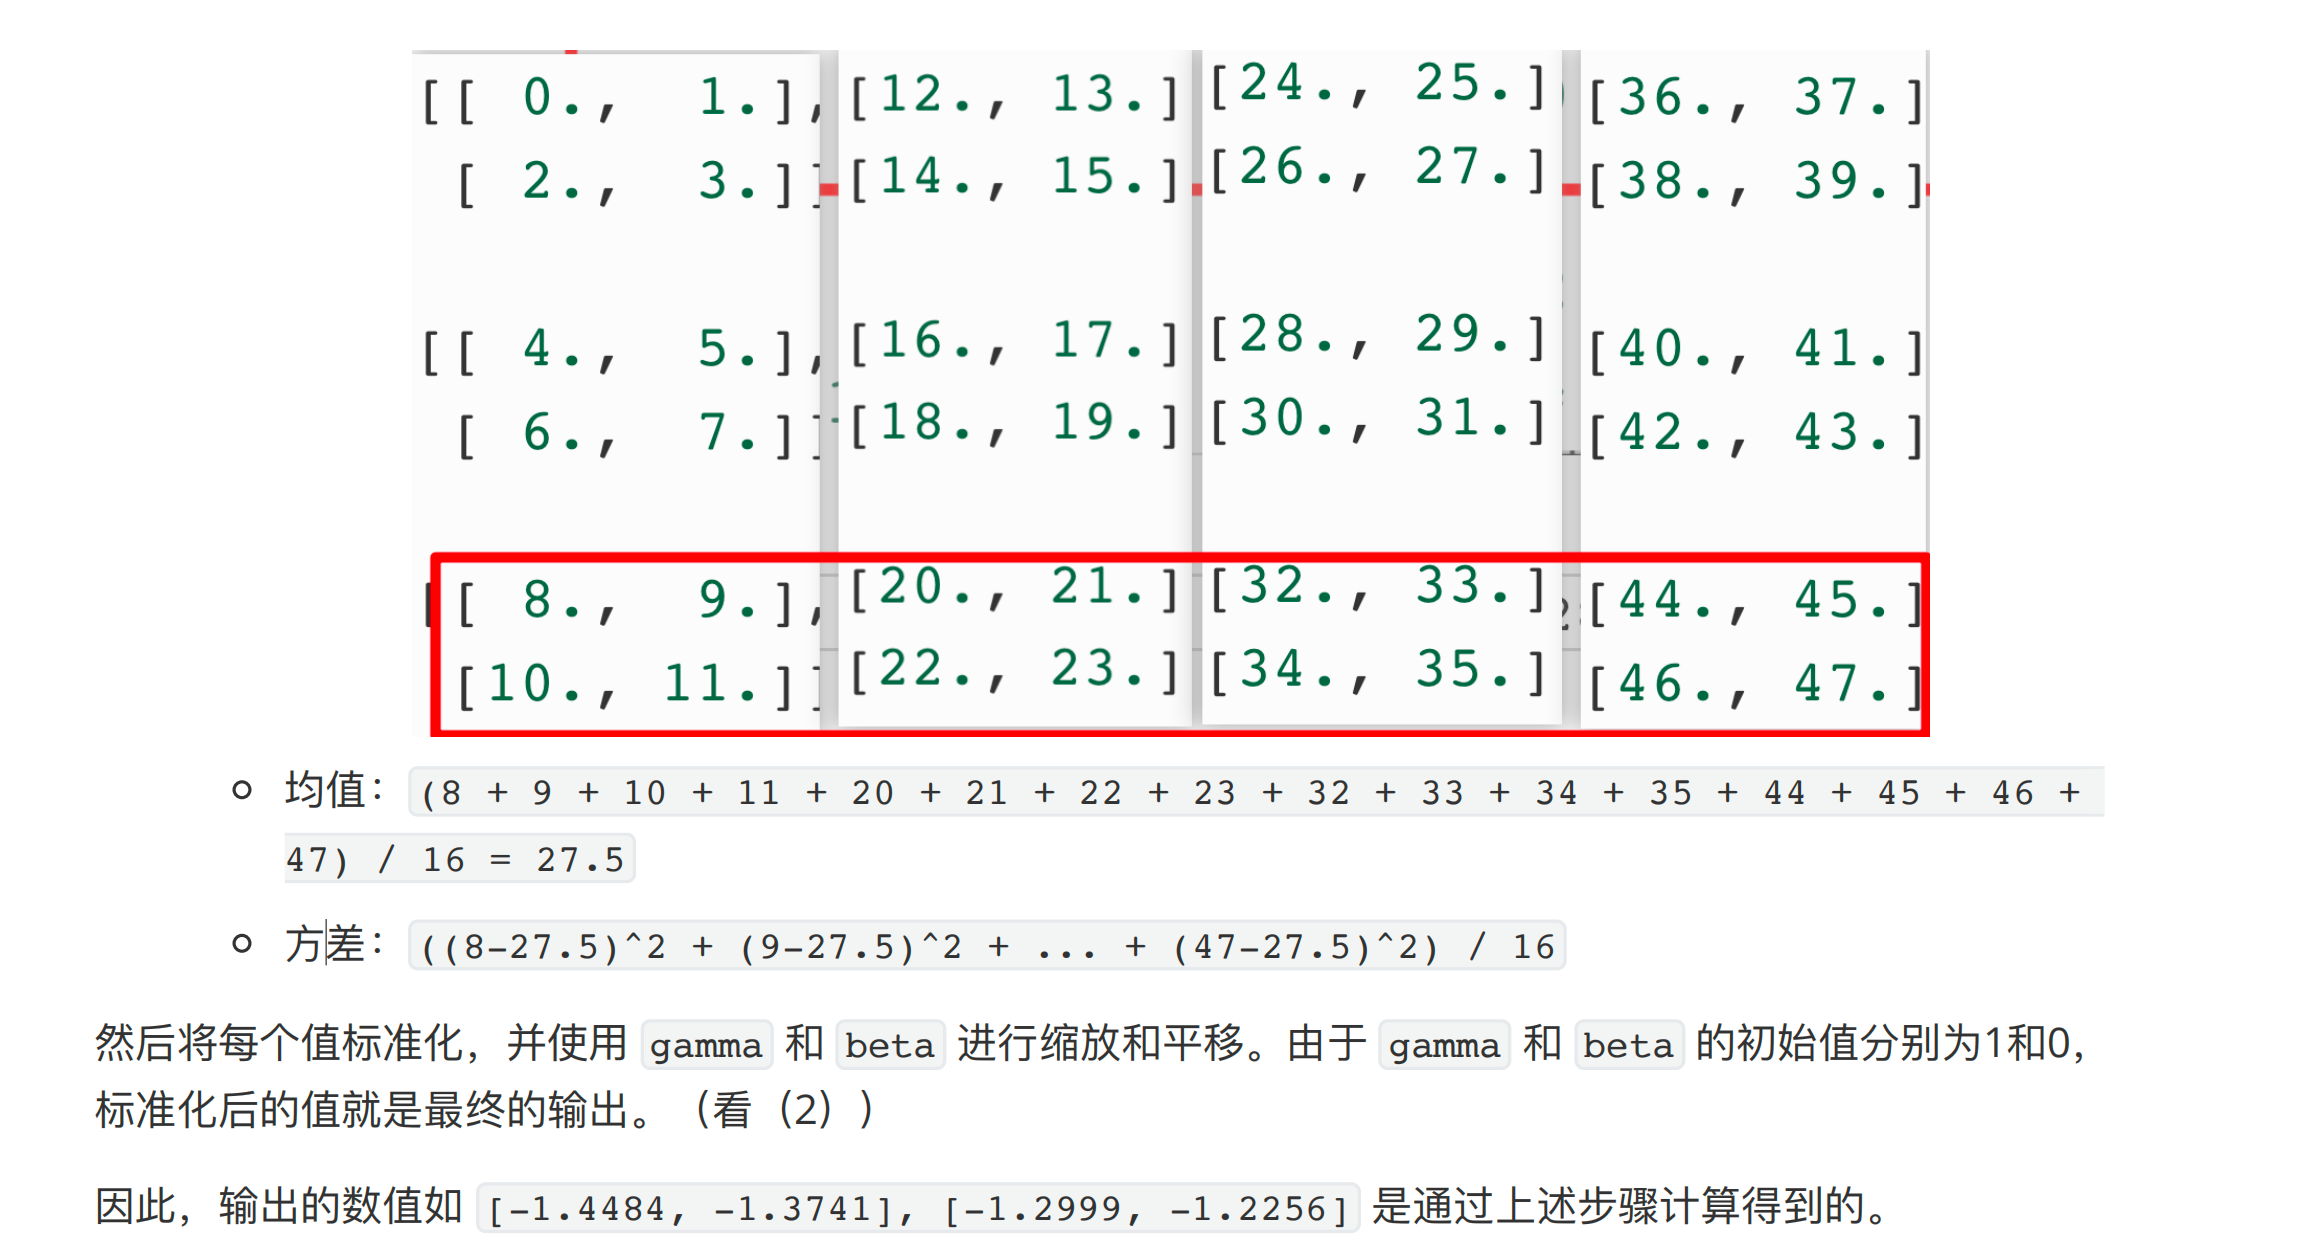 [[ 0., 1.], [12., 13.] [24., 25.] [36., 37.]
[ 2., 3.]] [14., 15.] [26., 27.] [38., 39.]
[[ 4., 5.], [16., 17.] [28., 29.] [40., 41.]
[ 6., 7.]] [18., 19.] [30., 31.] [42., 43.]
[[ 8., 9.], [20., 21.] [32., 33.] [44., 45.]
[10., 11.]] [22., 23.] [34., 35.] [46., 47.]
均值：(8 + 9 + 10 + 11 + 20 + 21 + 22 + 23 + 32 + 33 + 34 + 35 + 44 + 45 + 46 +
47) / 16 = 27.5
方差：((8-27.5)^2 + (9-27.5)^2 + ... + (47-27.5)^2) / 16
然后将每个值标准化，并使用 gamma 和 beta 进行缩放和平移。由于 gamma 和 beta 的初始值分别为1和0，
标准化后的值就是最终的输出。（看（2））
因此，输出的数值如 [-1.4484, -1.3741], [-1.2999, -1.2256] 是通过上述步骤计算得到的。